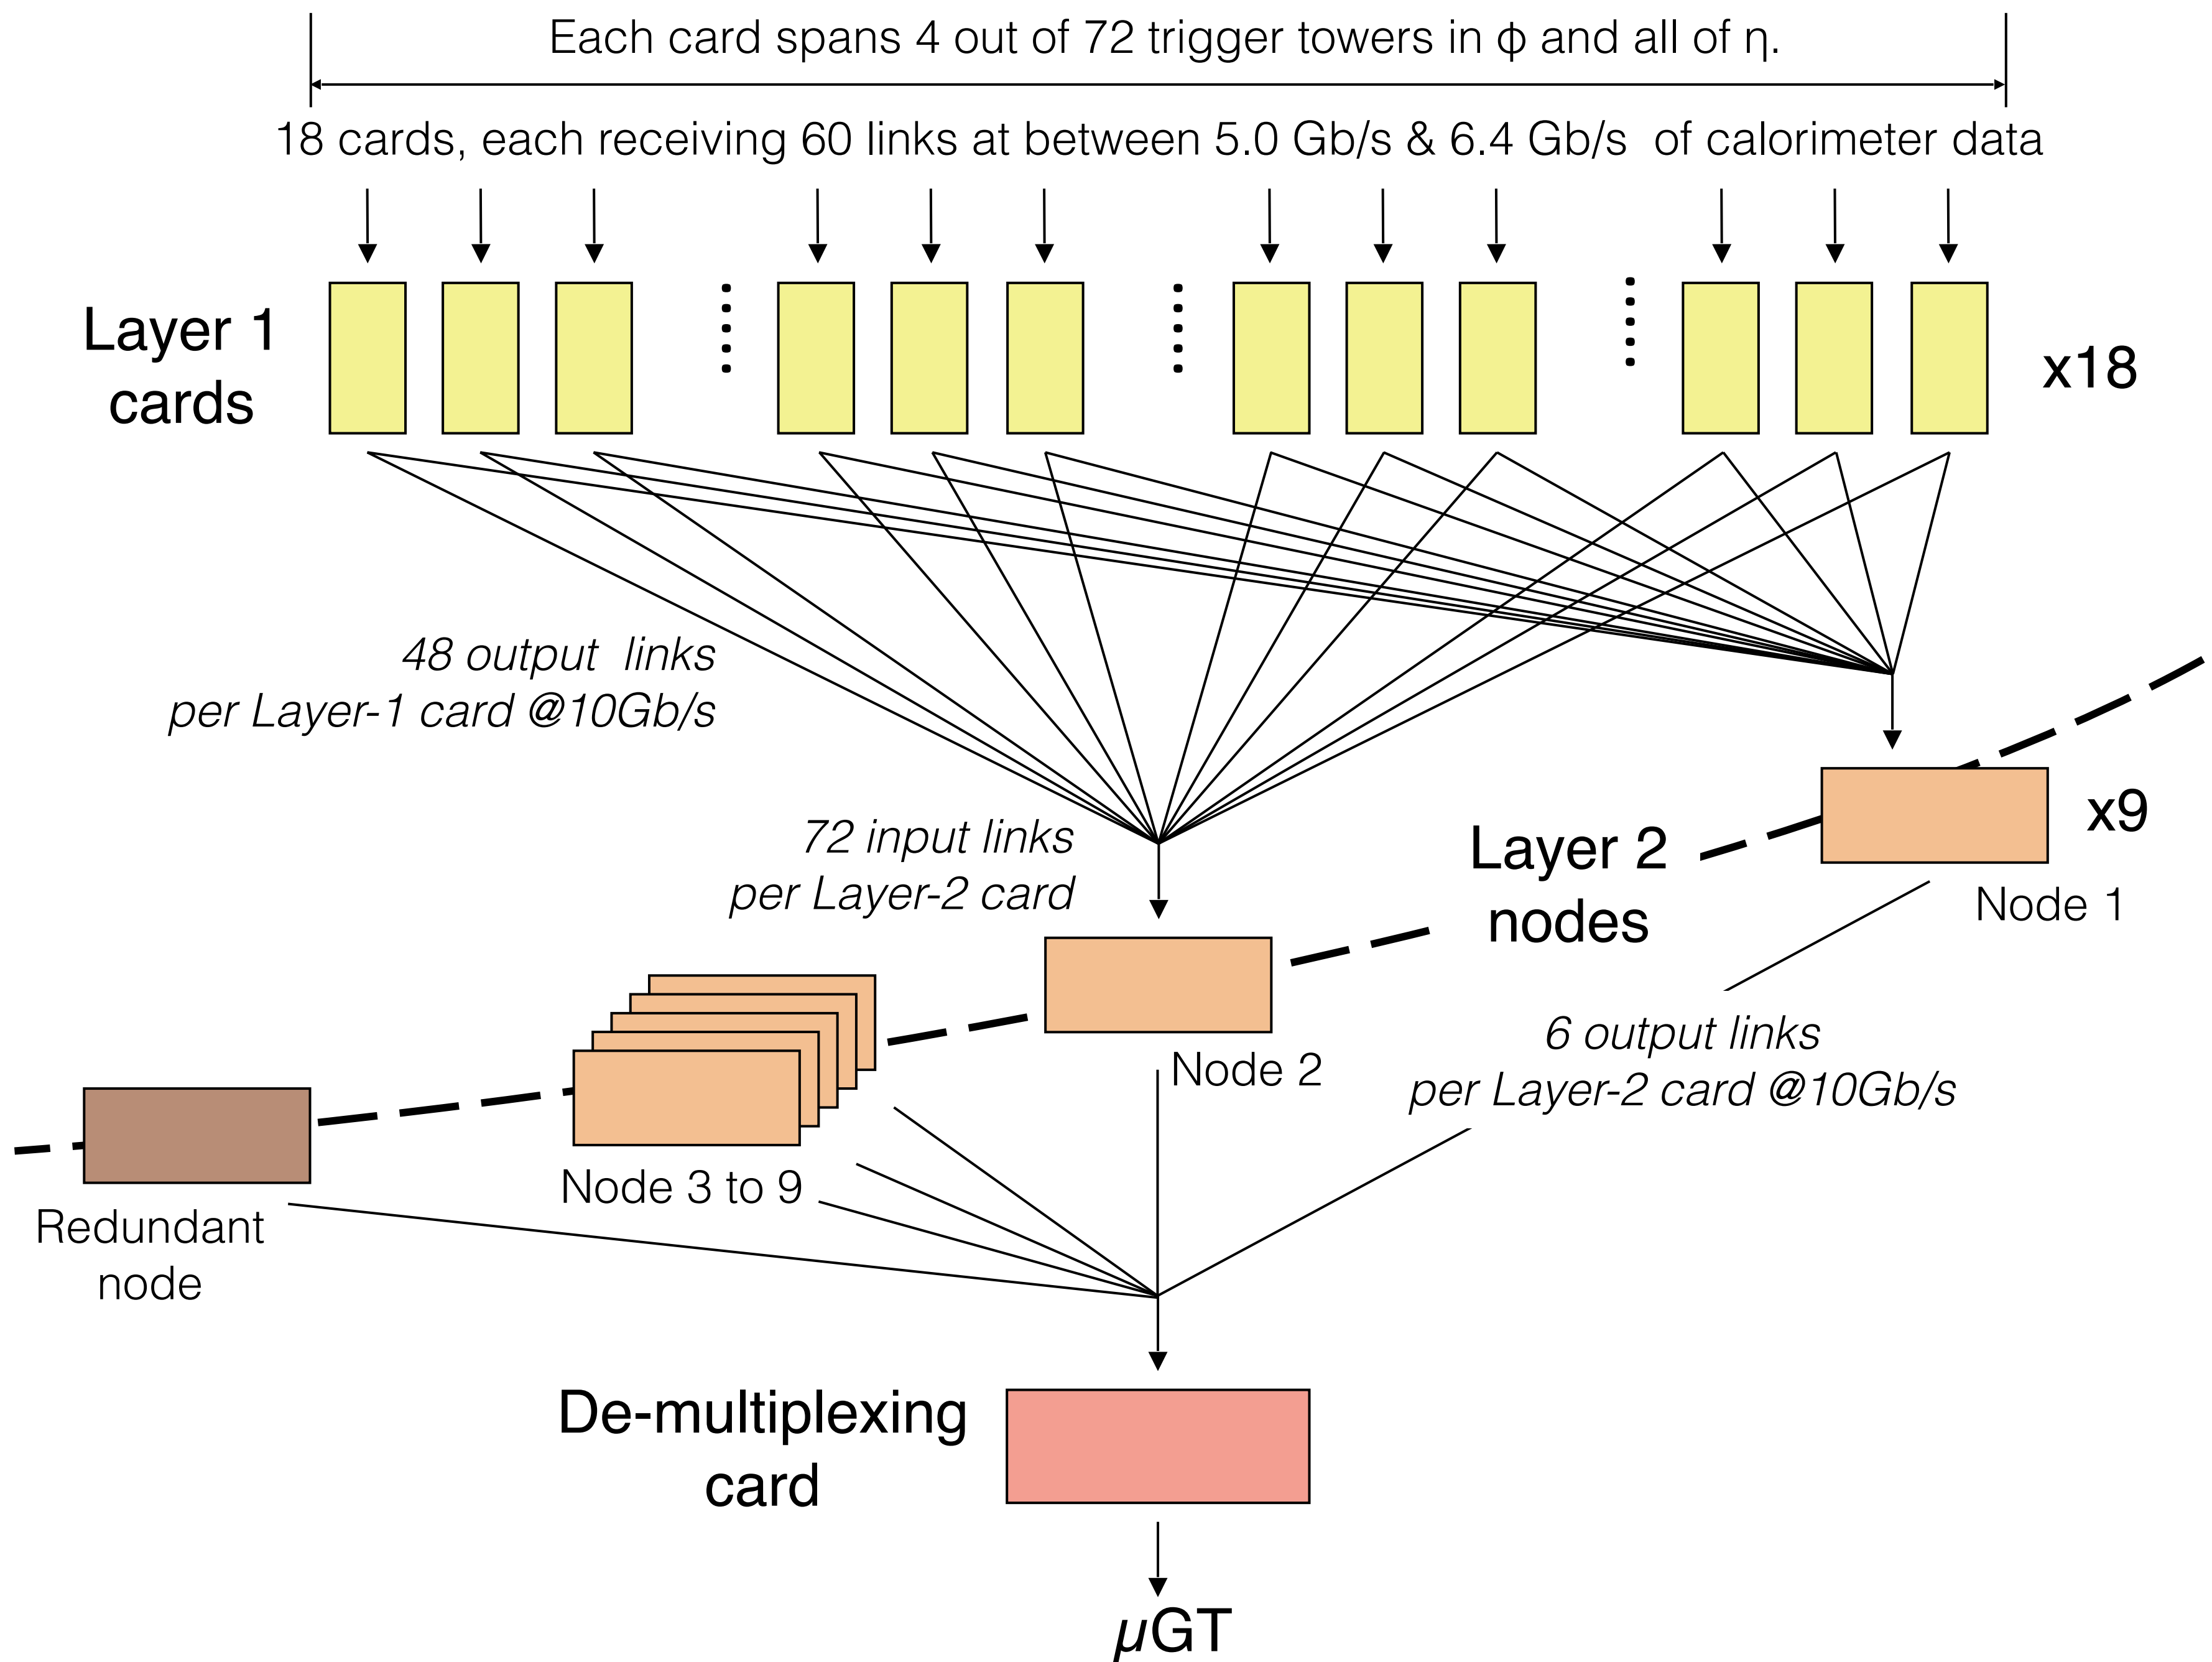 Each card spans 4 out of 72 trigger towers in ϕ and all of η.
18 cards, each receiving 60 links at between 5.0 Gb/s & 6.4 Gb/s of calorimeter data
Layer 1
cards
x18
48 output links
per Layer-1 card @10Gb/s
72 input links
per Layer-2 card
Layer 2
nodes
x9
Node 1
Node 2
6 output links
per Layer-2 card @10Gb/s
Node 3 to 9
Redundant
node
De-multiplexing
card
µGT